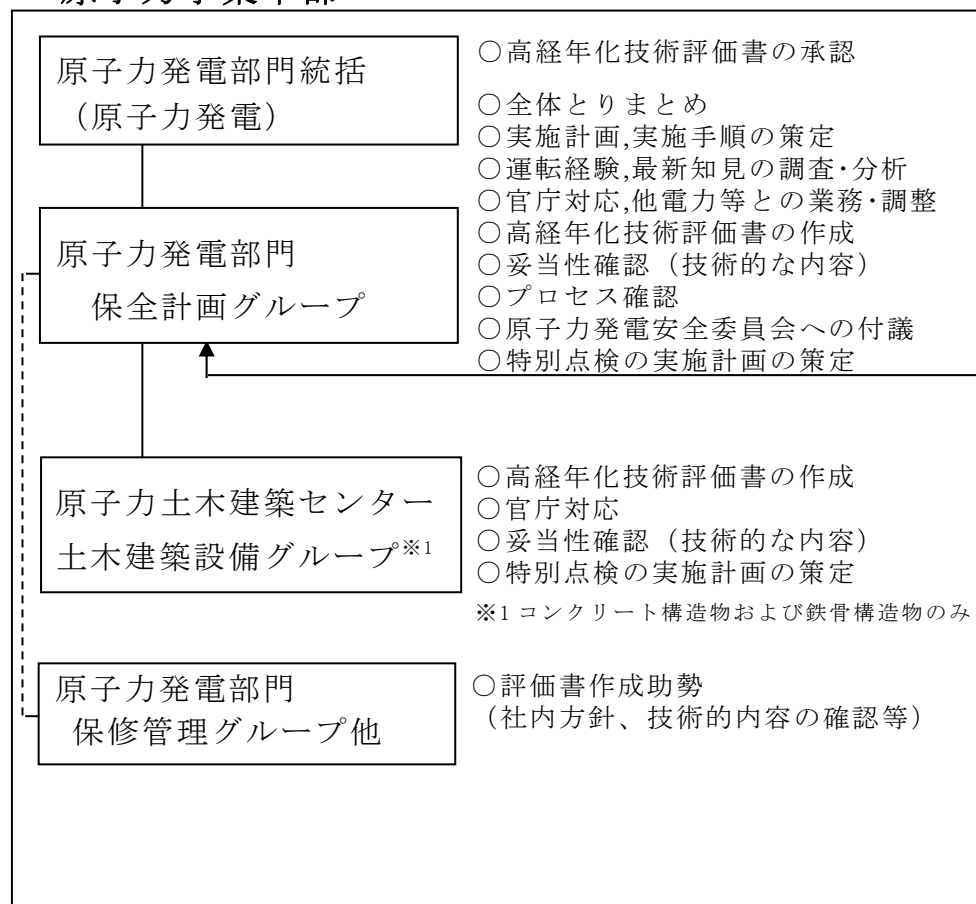 原子力事業本部
原子力発電部門統括
（原子力発電）
○高経年化技術評価書の承認
○全体とりまとめ
○実施計画,実施手順の策定
○運転経験,最新知見の調査･分析
○官庁対応,他電力等との業務･調整
○高経年化技術評価書の作成
○妥当性確認（技術的な内容）
○プロセス確認
○原子力発電安全委員会への付議
○特別点検の実施計画の策定
原子力発電部門
保全計画グループ
原子力土木建築センター
土木建築設備グループ※1
○高経年化技術評価書の作成
○官庁対応
○妥当性確認（技術的な内容）
○特別点検の実施計画の策定
※1 コンクリート構造物および鉄骨構造物のみ
原子力発電部門
保修管理グループ他
○評価書作成助勢
（社内方針、技術的内容の確認等）